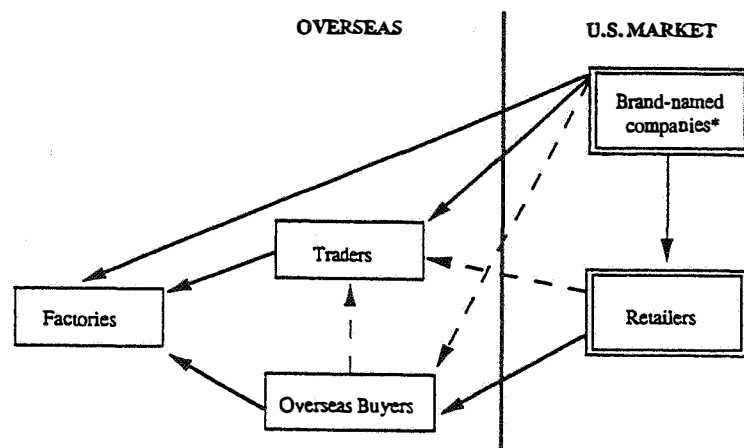 OVERSEAS
U.S. MARKET
Brand-named
companies*
Traders
Factories
Retailers
Overseas Buyers